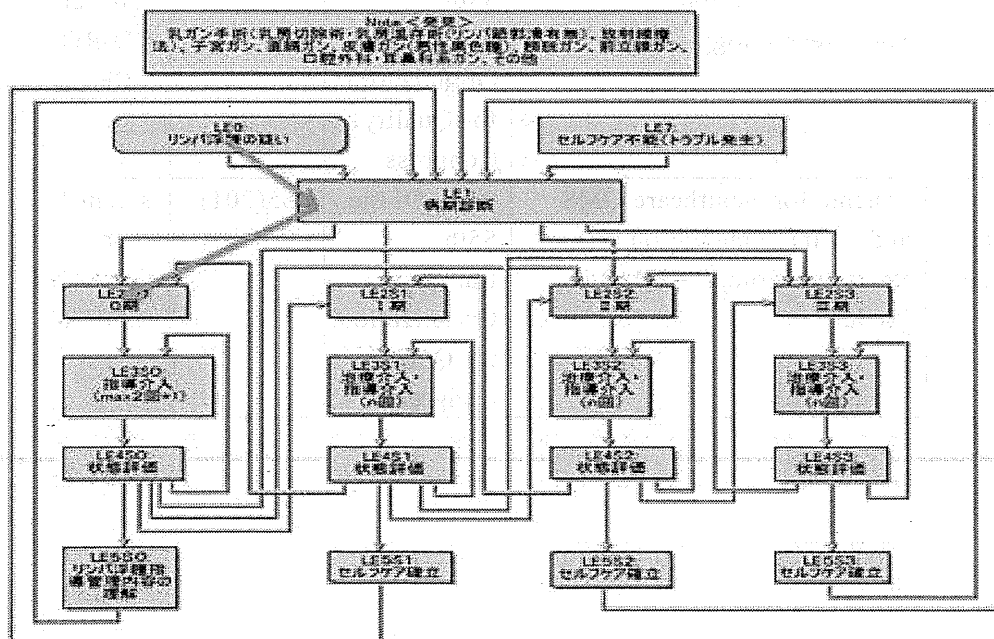 Note <発見>
乳ガン手術(乳房切除術・乳房温存術(リンパ節郭清有無)、放射線療
法)、子宮ガン、直腸ガン、皮膚ガン(悪性黒色腫)、膀胱ガン、前立腺ガン、
口腔外科・耳鼻科系ガン、その他
LE0
リンパ浮腫の疑い
LE7
セルフケア不能(トラブル発生)
LE1
病期診断
0期
LE2S1
Ⅰ期
LE2S2
Ⅱ期
LE2S3
Ⅲ期
LE3S0
指導介入
(max2回*1)
LE3S1
治療介入・
指導介入
(n回)
LE3S2
治療介入・
指導介入
(n回)
LE3S3
治療介入・
指導介入
(n回)
LE4S0
状態評価
LE4S1
状態評価
LE4S2
状態評価
LE4S3
状態評価
LE5S0
リンパ浮腫指
導管理内容の
理解
LE5S1
セルフケア確立
LE5S2
セルフケア確立
LE5S3
セルフケア確立